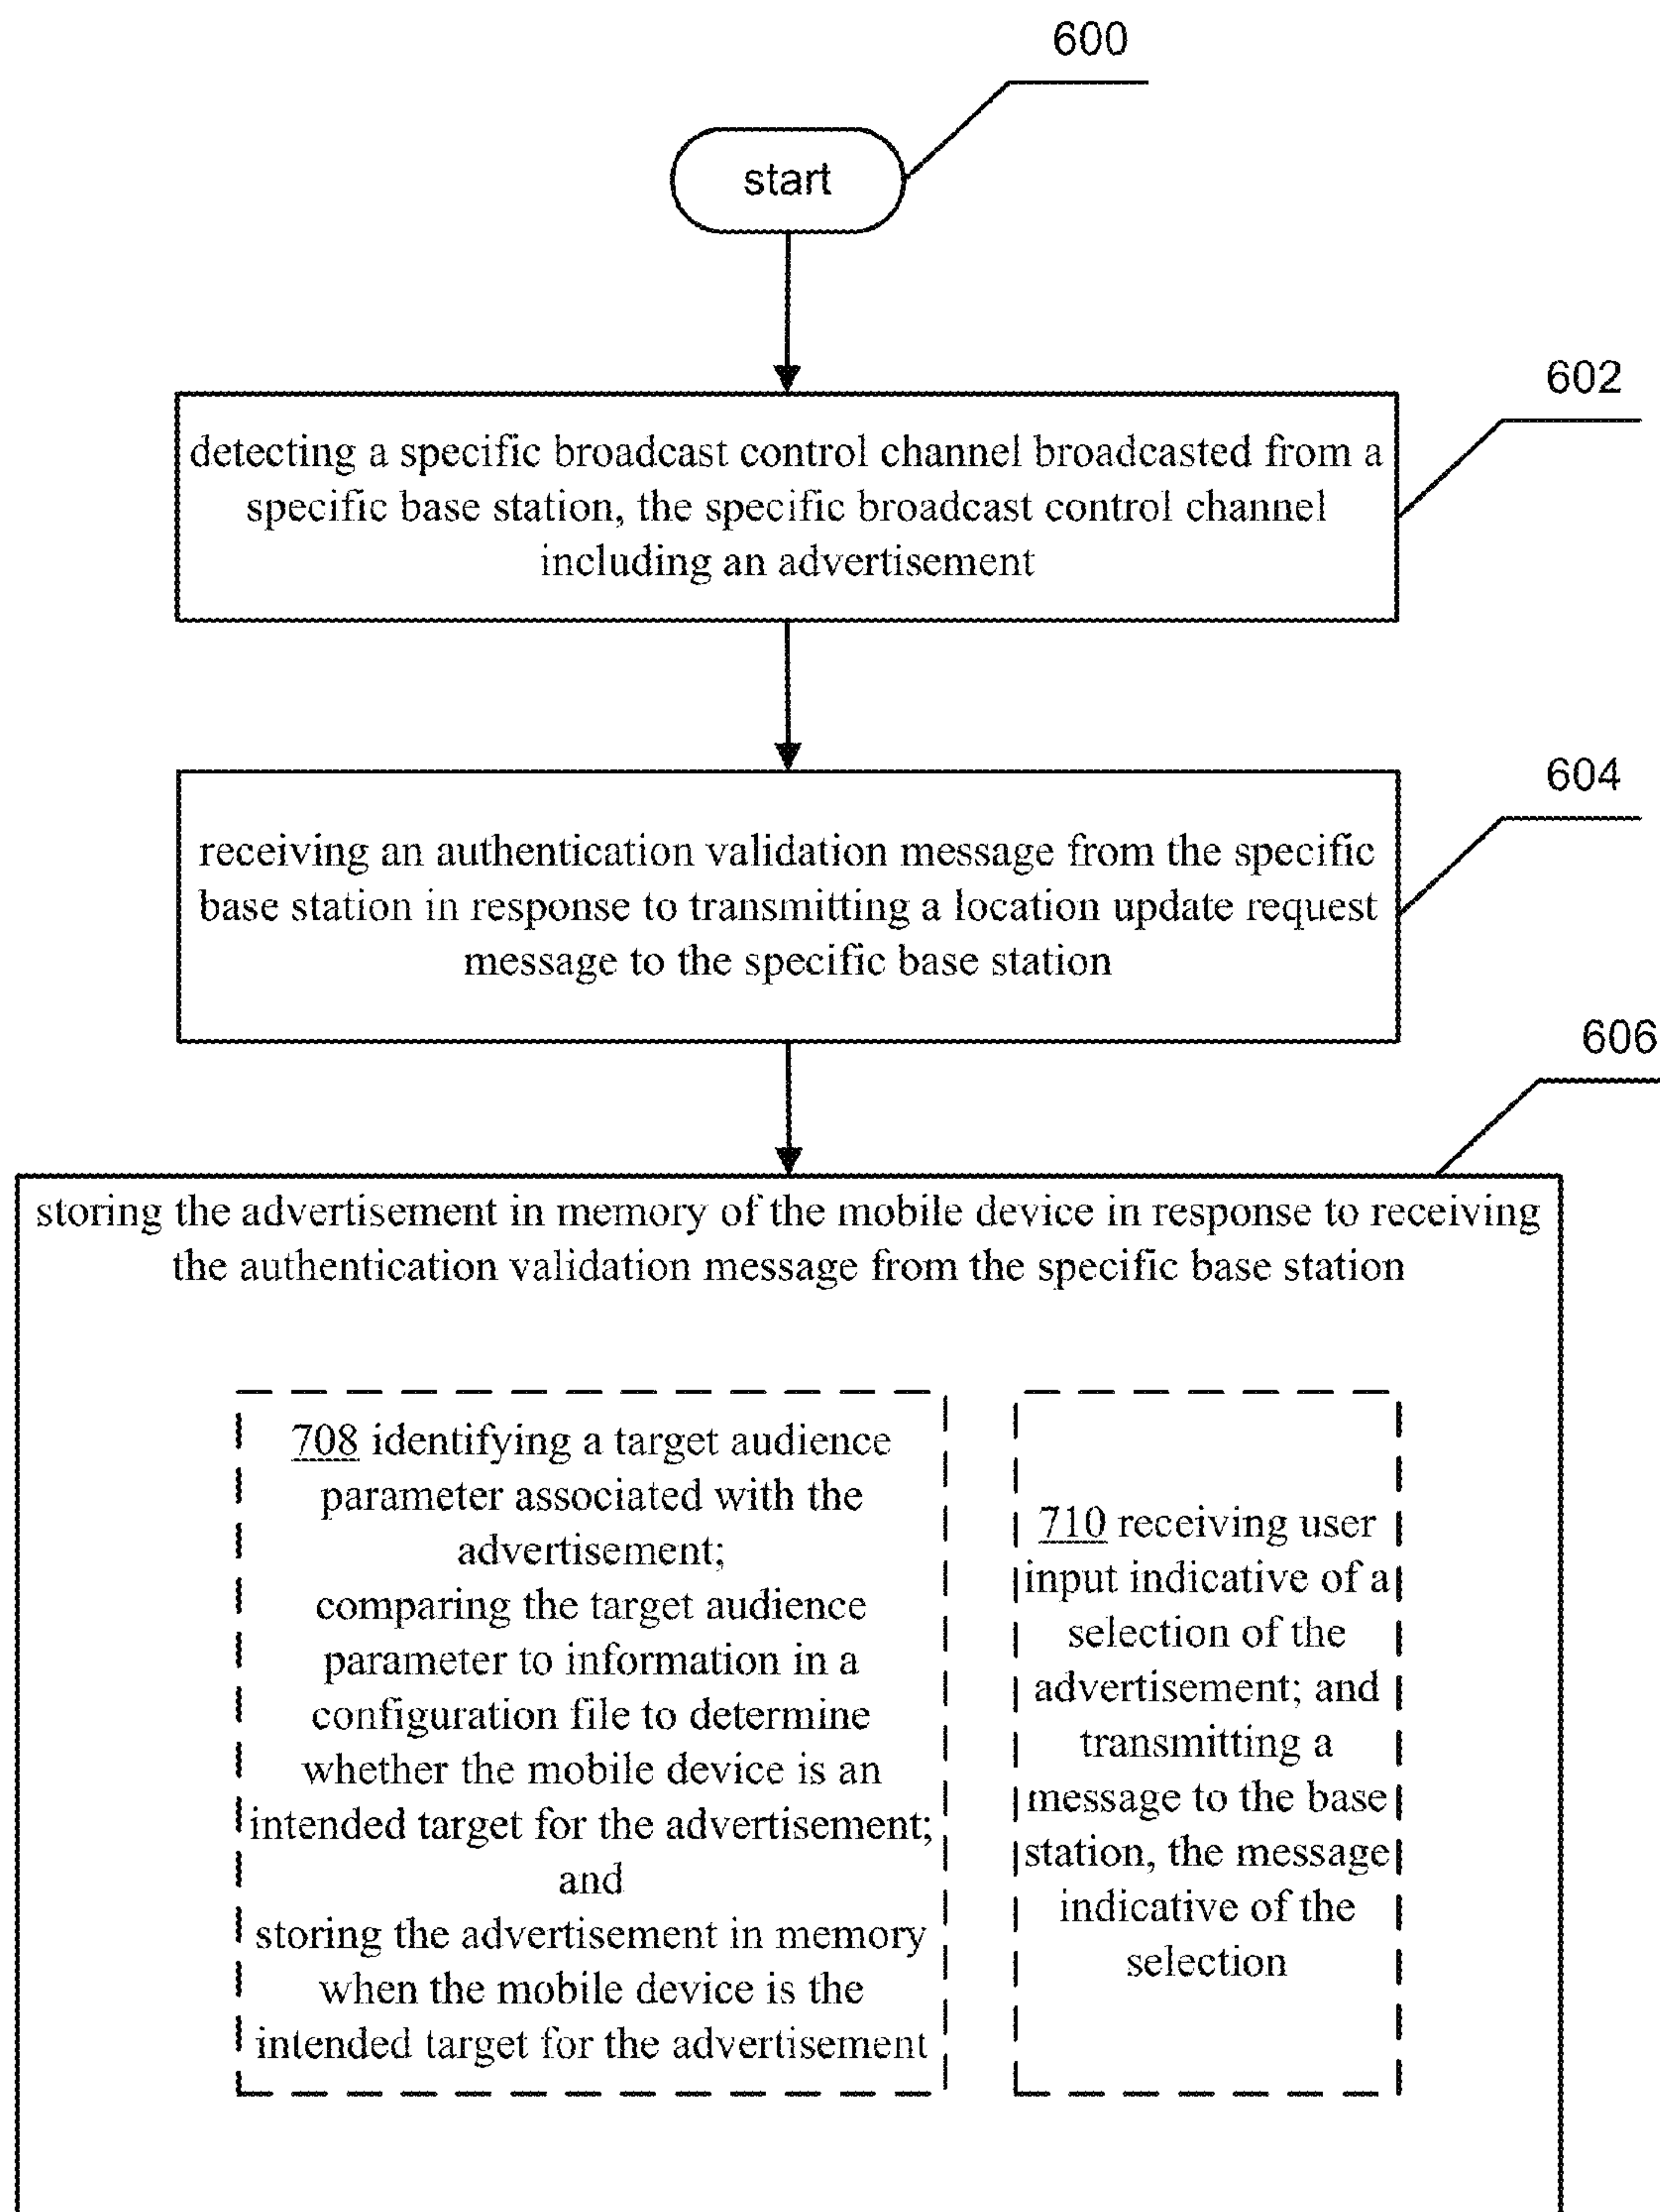 600
start
602
detecting a specific broadcast control channel broadcasted from a
specific base station, the specific broadcast control channel
including an advertisement
604
receiving an authentication validation message from the specific
base station in response to transmitting a location update request
message to the specific base station
606
storing the advertisement in memory of the mobile device in response to receiving
the authentication validation message from the specific base station
708 identifying a target audience
parameter associated with the
advertisement;
comparing the target audience
parameter to information in a
configuration file to determine
whether the mobile device is an
intended target for the advertisement;
and
storing the advertisement in memory
when the mobile device is the
intended target for the advertisement
710 receiving user
input indicative of a
selection of the
advertisement; and
transmitting a
message to the base
station, the message
indicative of the
selection